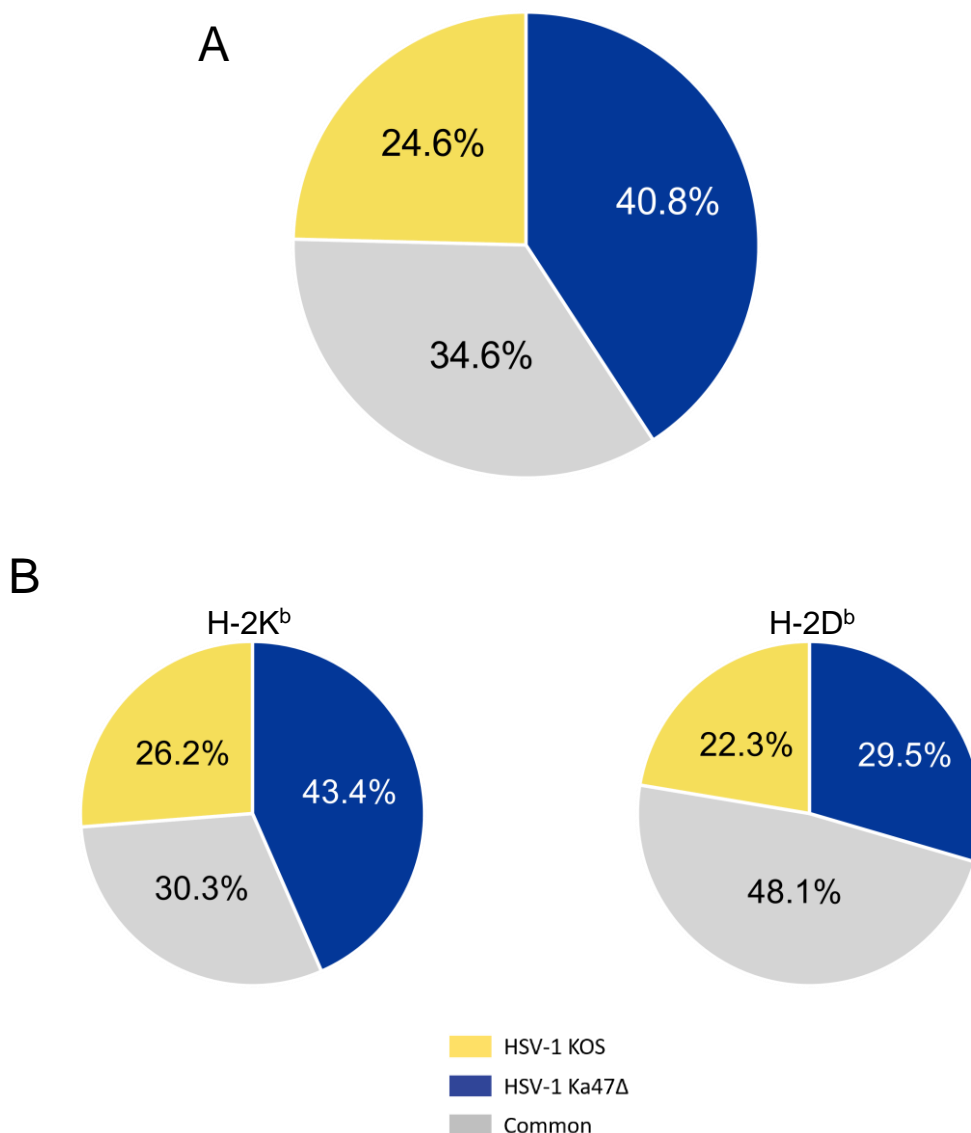 A
24.6%
40.8%
34.6%
B
H-2Kᵇ
H-2Dᵇ
26.2%
43.4%
30.3%
22.3%
29.5%
48.1%
HSV-1 KOS
HSV-1 Ka47Δ
Common